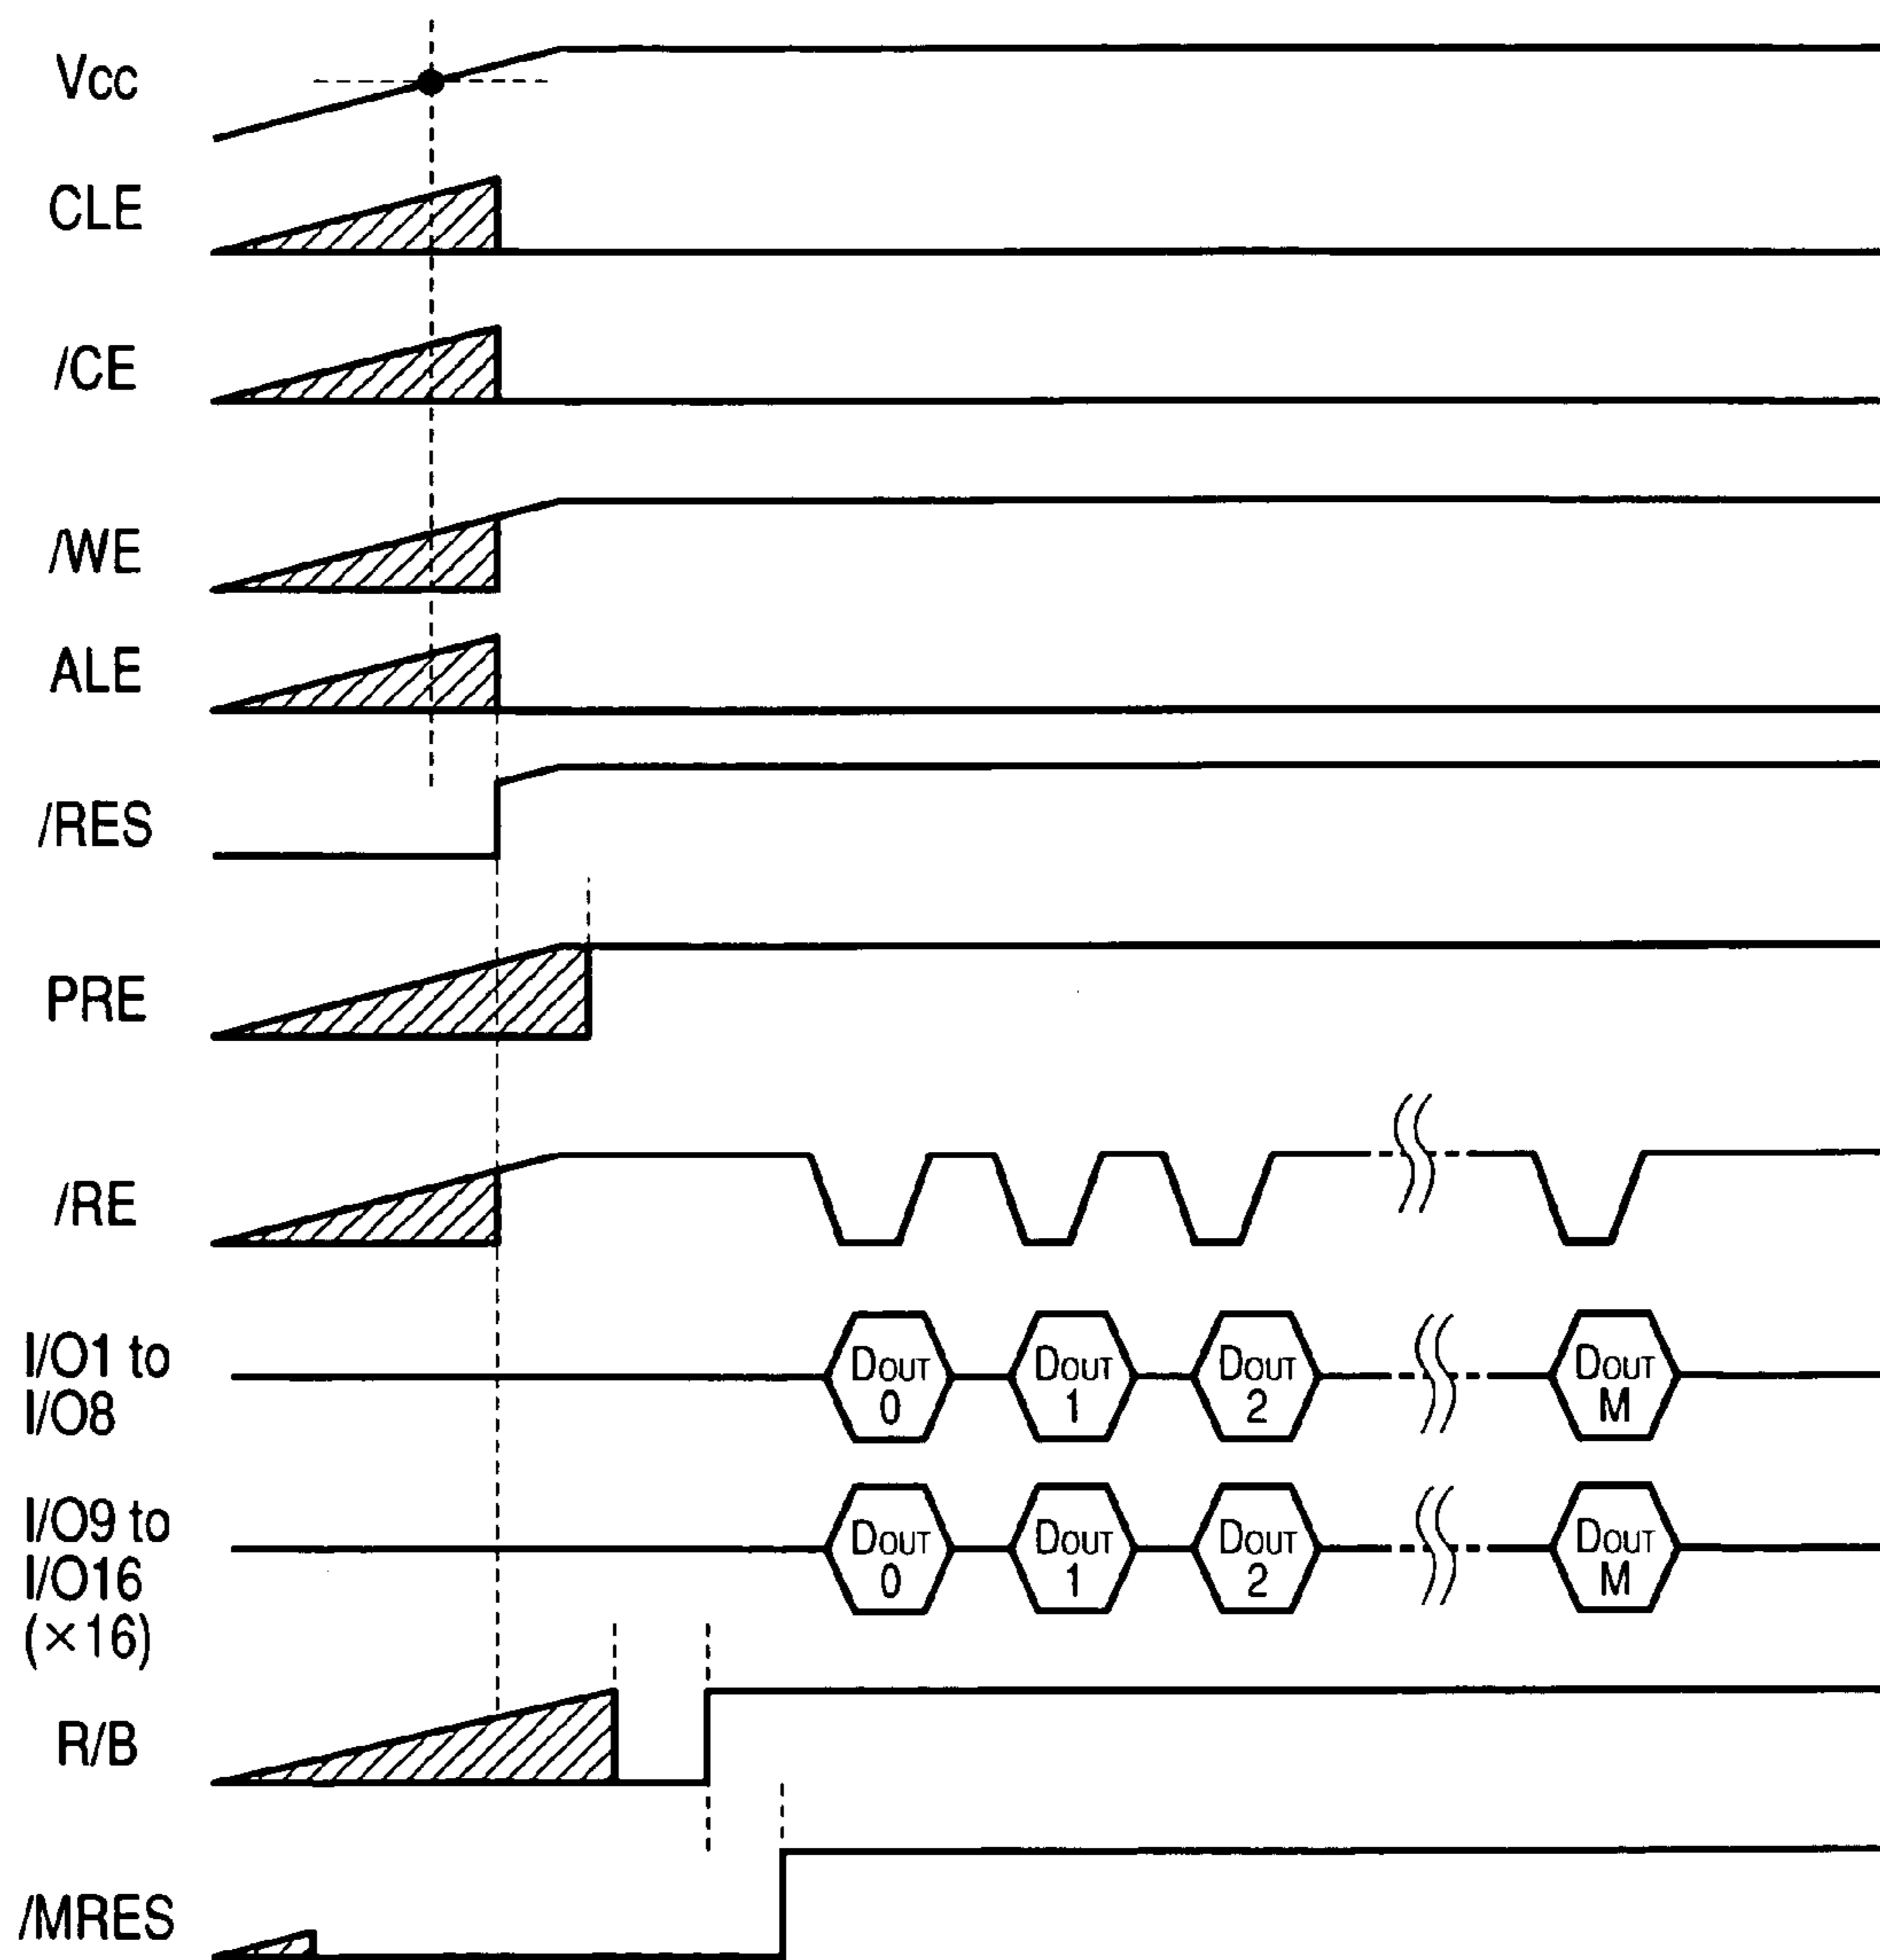 Vcc
CLE
/CE
/WE
ALE
/RES
PRE
/RE
I/O1 to
I/O8
DOUT
0
DOUT
1
DOUT
2
DOUT
M
I/O9 to
I/O16
(×16)
DOUT
0
DOUT
1
DOUT
2
DOUT
M
R/B
/MRES